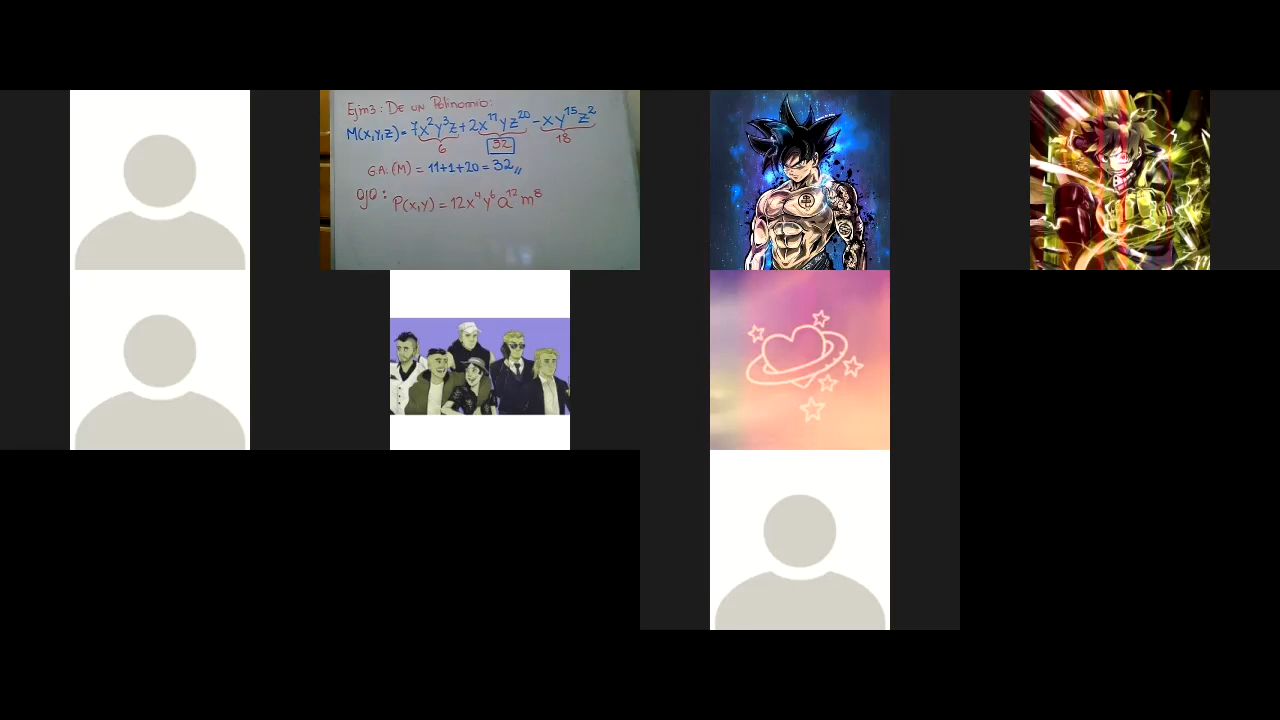 Ejm3: De un Polinomio:
M(x,y,z) = 7x²y³z + 2x¹¹yz²⁰ - xy¹⁵z²
6 32 18
G.A. (M) = 11+1+20 = 32,,
ojo: P(x,y) = 12x⁴y⁶a¹²m⁸